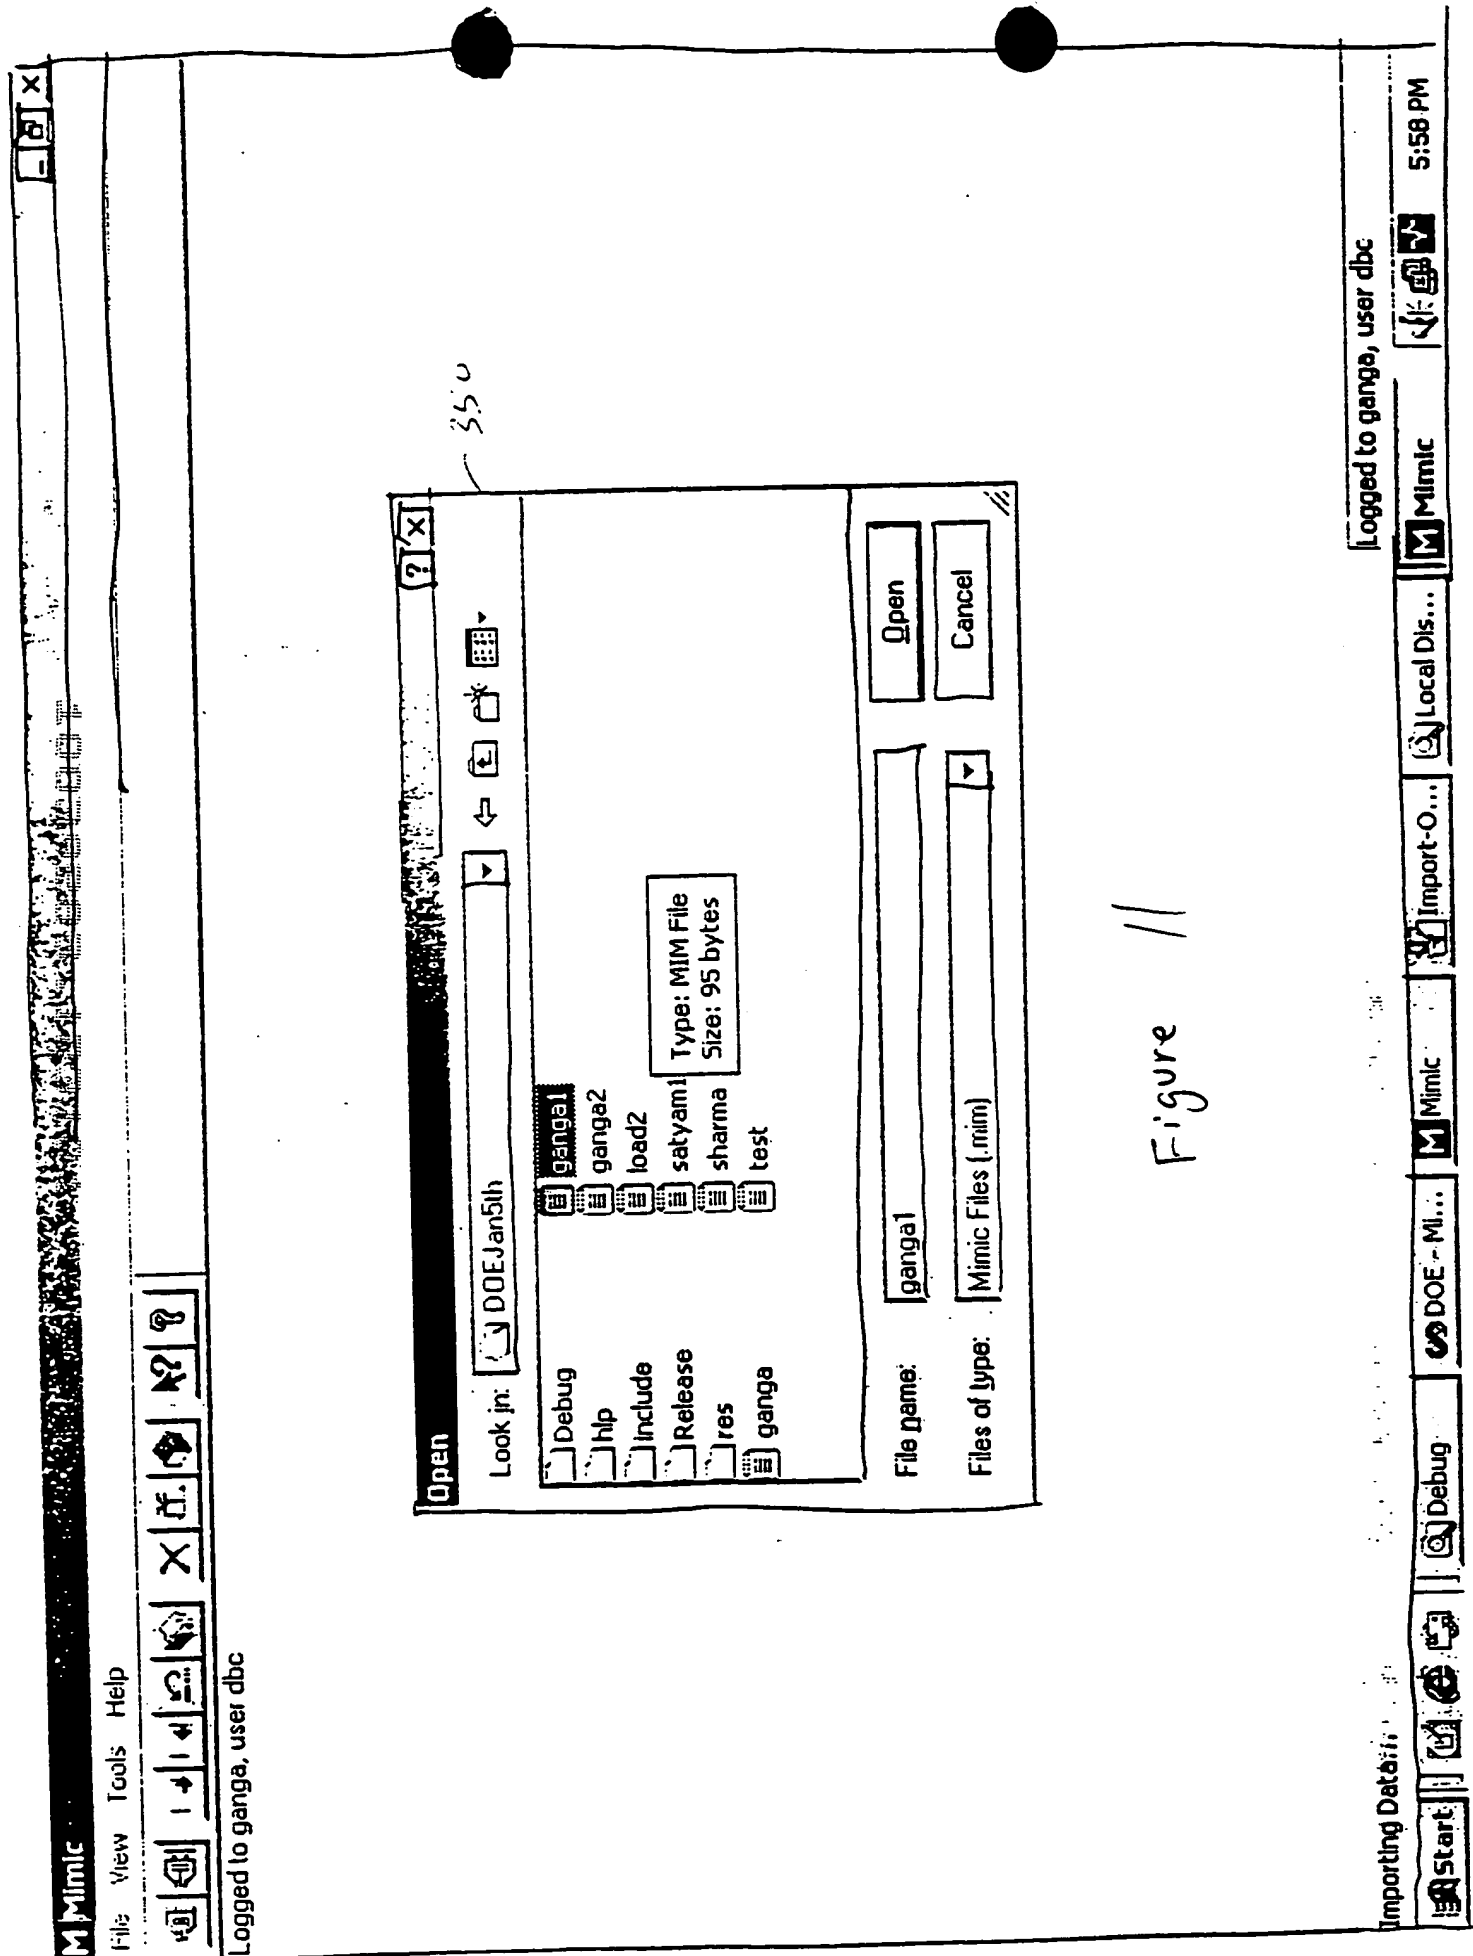 Mimic
File View Tools Help
Logged to ganga, user dbc
Open
Look in: DOEJan5th
Debug
hlp
Include
Release
res
ganga
ganga1
ganga2
load2
satyam1
sharma
test
Type: MIM File
Size: 95 bytes
File name: ganga1
Open
Files of type: Mimic Files (.mim)
Cancel
350
Figure 11
Importing Data
Logged to ganga, user dbc
Start Debug DOE - Mi... Mimic Import-O... Local Dis... Mimic 5:58 PM